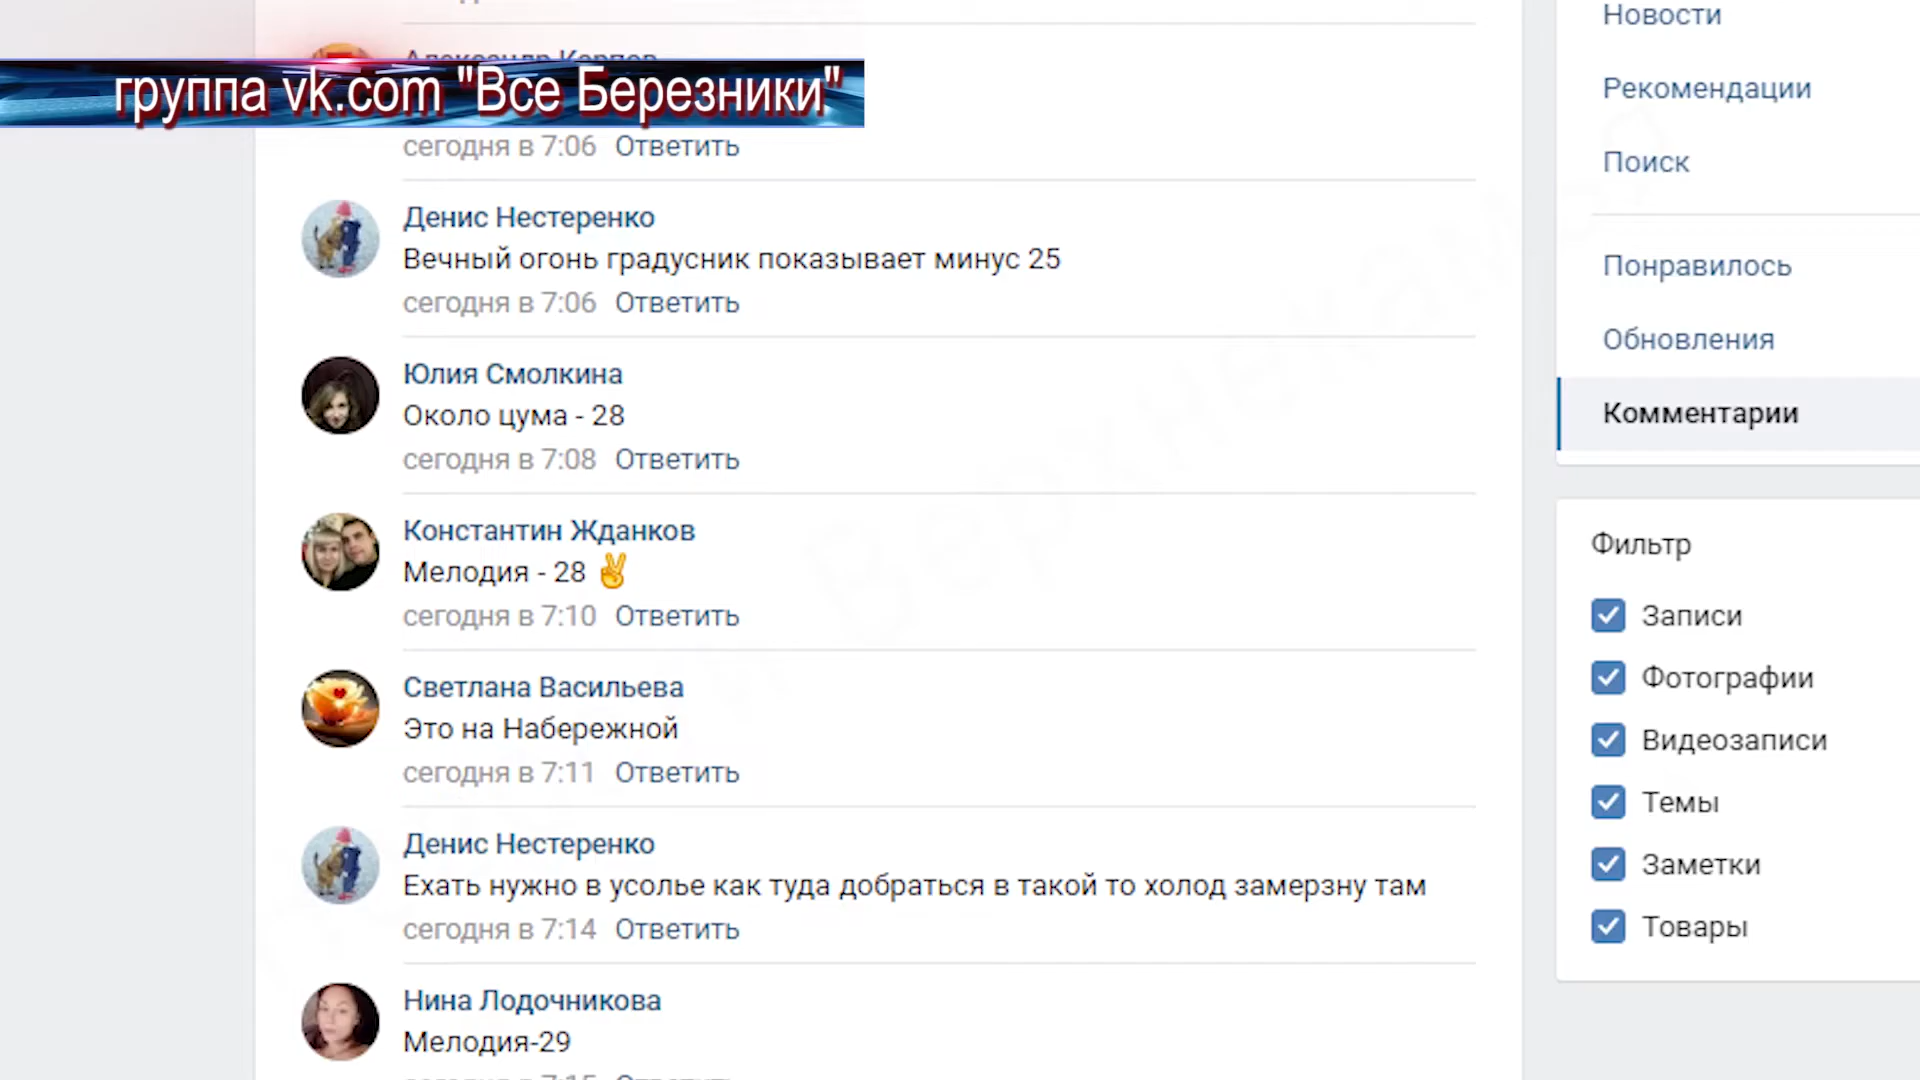 группа vk.com "Все Березники"
сегодня в 7:06 Ответить
Денис Нестеренко
Вечный огонь градусник показывает минус 25
сегодня в 7:06 Ответить
Юлия Смолкина
Около цума - 28
сегодня в 7:08 Ответить
Константин Жданков
Мелодия - 28 ✌
сегодня в 7:10 Ответить
Светлана Васильева
Это на Набережной
сегодня в 7:11 Ответить
Денис Нестеренко
Ехать нужно в усолье как туда добраться в такой то холод замерзну там
сегодня в 7:14 Ответить
Нина Лодочникова
Мелодия-29
Новости
Рекомендации
Поиск
Понравилось
Обновления
Комментарии
Фильтр
Записи
Фотографии
Видеозаписи
Темы
Заметки
Товары